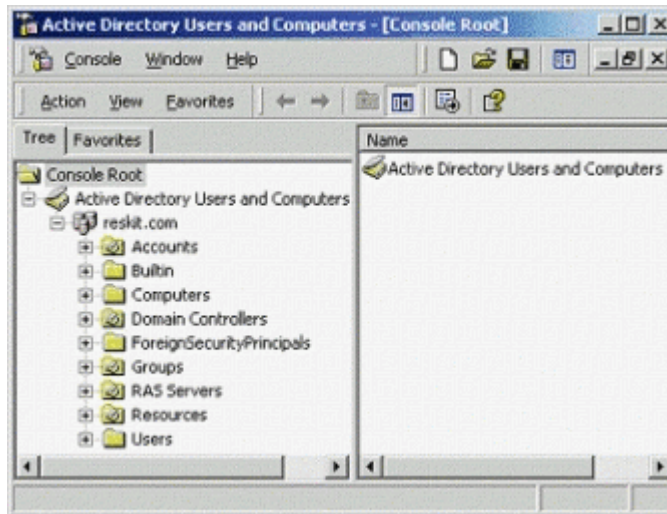 Active Directory Users and Computers - [Console Root]
Console Window Help
Action View Favorites
Tree Favorites
Name
Console Root
Active Directory Users and Computers
Active Directory Users and Computers
reskit.com
Accounts
Builtin
Computers
Domain Controllers
ForeignSecurityPrincipals
Groups
RAS Servers
Resources
Users